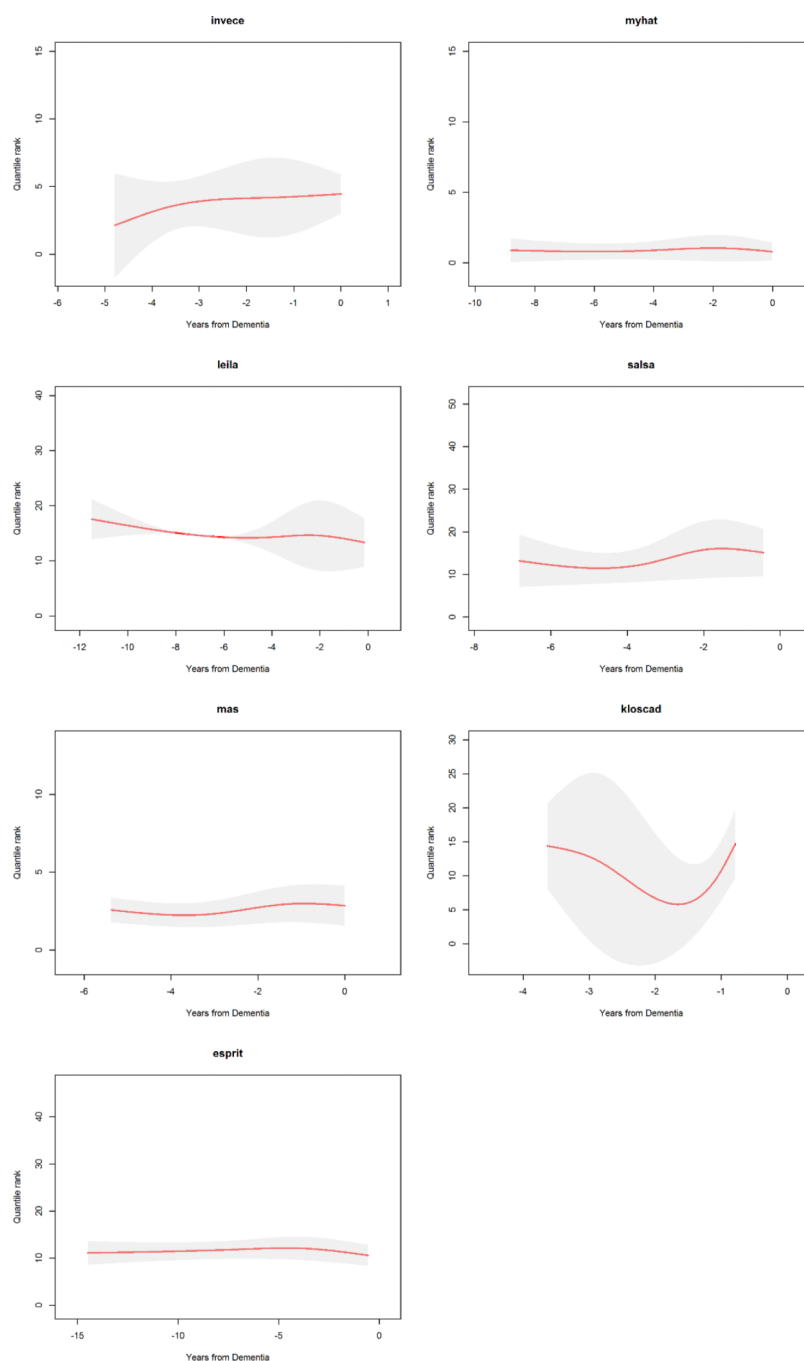 invece
15
10
5
0
Quantile rank
-6 -5 -4 -3 -2 -1 0 1
Years from Dementia
myhat
15
10
5
0
Quantile rank
-10 -8 -6 -4 -2 0
Years from Dementia
leila
40
30
20
10
0
Quantile rank
-12 -10 -8 -6 -4 -2 0
Years from Dementia
salsa
50
40
30
20
10
0
Quantile rank
-8 -6 -4 -2 0
Years from Dementia
mas
10
5
0
Quantile rank
-6 -4 -2 0
Years from Dementia
kloscad
30
25
20
15
10
5
0
Quantile rank
-4 -3 -2 -1 0
Years from Dementia
esprit
40
30
20
10
0
Quantile rank
-15 -10 -5 0
Years from Dementia